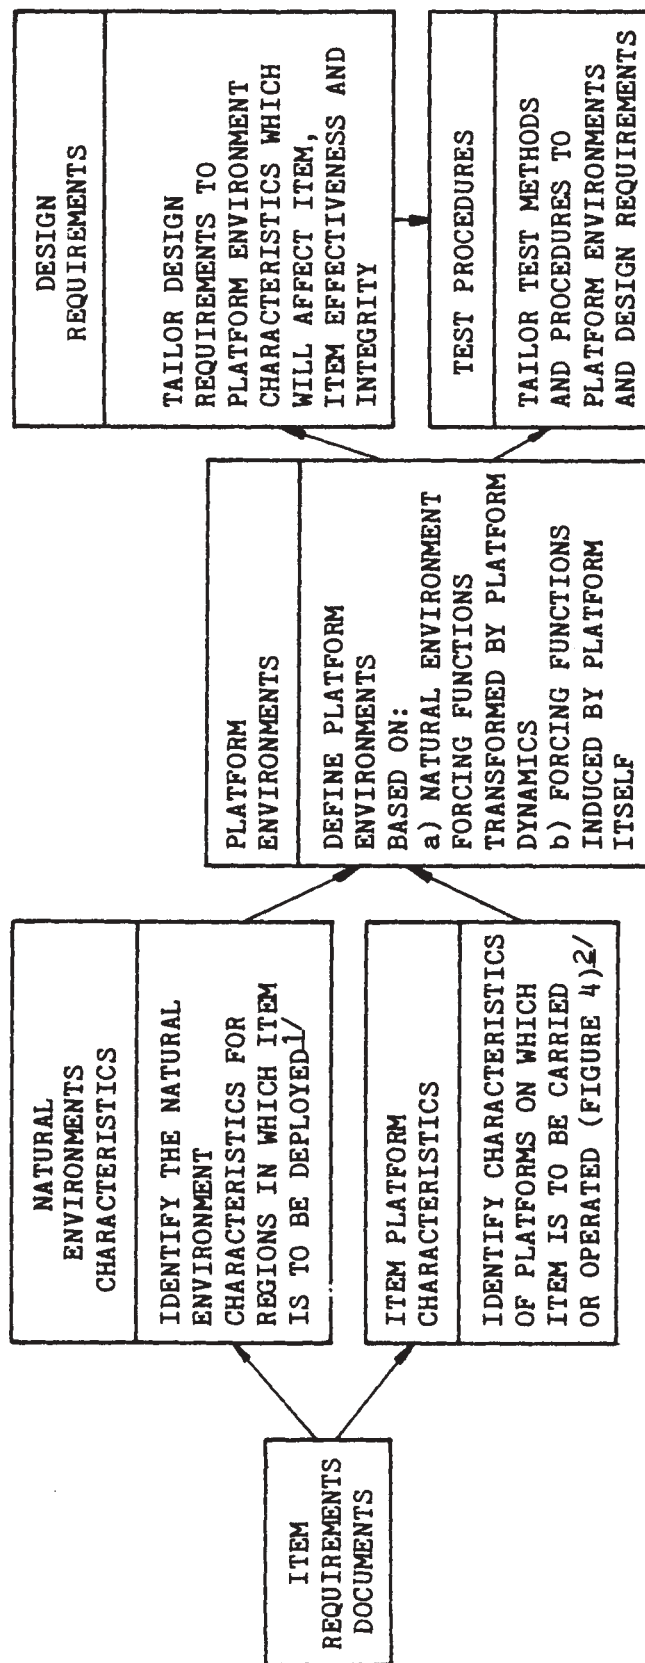 ITEM
REQUIREMENTS
DOCUMENTS
NATURAL
ENVIRONMENTS
CHARACTERISTICS
IDENTIFY THE NATURAL
ENVIRONMENT
CHARACTERISTICS FOR
REGIONS IN WHICH ITEM
IS TO BE DEPLOYED1/
ITEM PLATFORM
CHARACTERISTICS
IDENTIFY CHARACTERISTICS
OF PLATFORMS ON WHICH
ITEM IS TO BE CARRIED
OR OPERATED (FIGURE 4)2/
PLATFORM
ENVIRONMENTS
DEFINE PLATFORM
ENVIRONMENTS
BASED ON:
a) NATURAL ENVIRONMENT
FORCING FUNCTIONS
TRANSFORMED BY PLATFORM
DYNAMICS
b) FORCING FUNCTIONS
INDUCED BY PLATFORM
ITSELF
DESIGN
REQUIREMENTS
TAILOR DESIGN
REQUIREMENTS TO
PLATFORM ENVIRONMENT
CHARACTERISTICS WHICH
WILL AFFECT ITEM,
ITEM EFFECTIVENESS AND
INTEGRITY
TEST PROCEDURES
TAILOR TEST METHODS
AND PROCEDURES TO
PLATFORM ENVIRONMENTS
AND DESIGN REQUIREMENTS